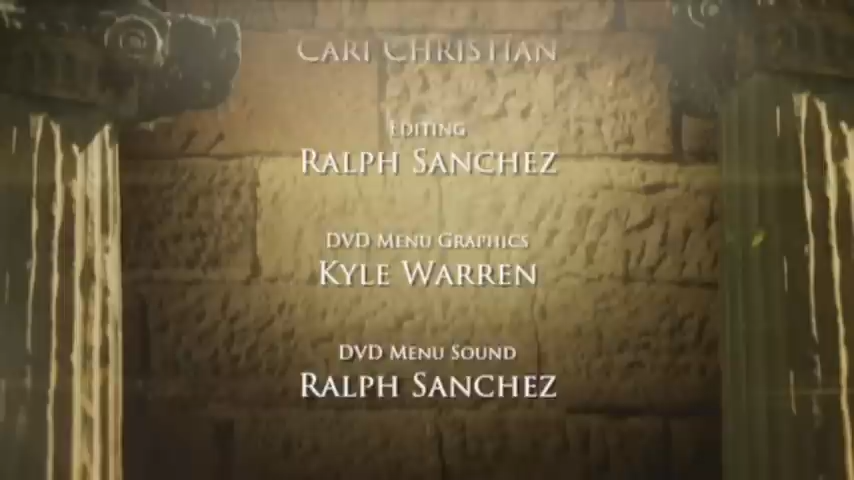 CARI CHRISTIAN
EDITING
RALPH SANCHEZ
DVD MENU GRAPHICS
KYLE WARREN
DVD MENU SOUND
RALPH SANCHEZ